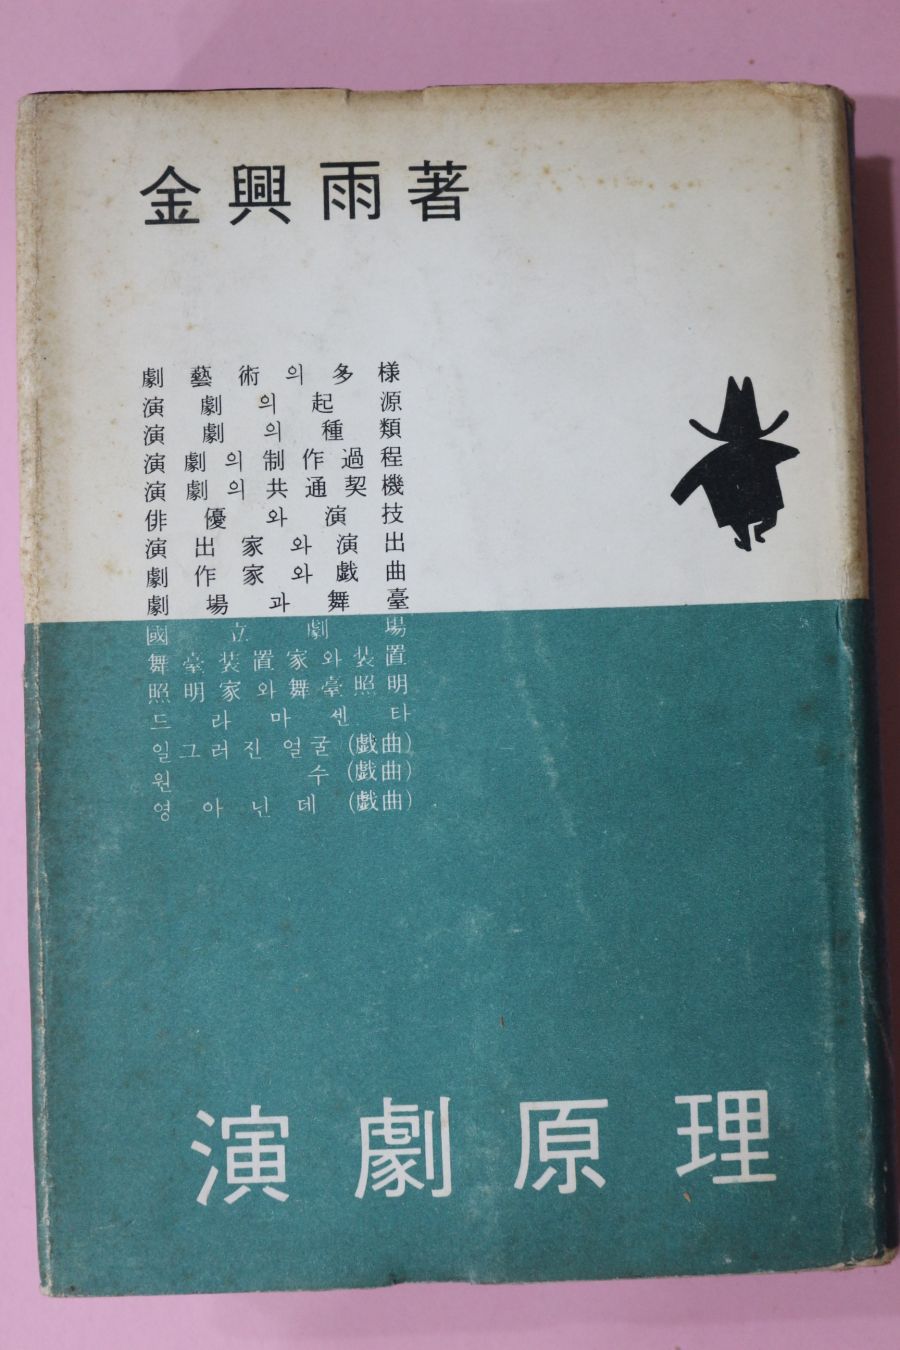 金興雨著
劇藝術의多様
演劇의起源
演劇의種類
演劇의制作過程
演劇의共通契機
俳優와演技
演出家와演出
劇作家와戯曲
劇場과舞臺
國立劇場
舞臺装置家와装置
照明家와舞臺照明
드라마센타
일그러진얼굴(戯曲)
원수(戯曲)
영아닌데(戯曲)
演劇原理